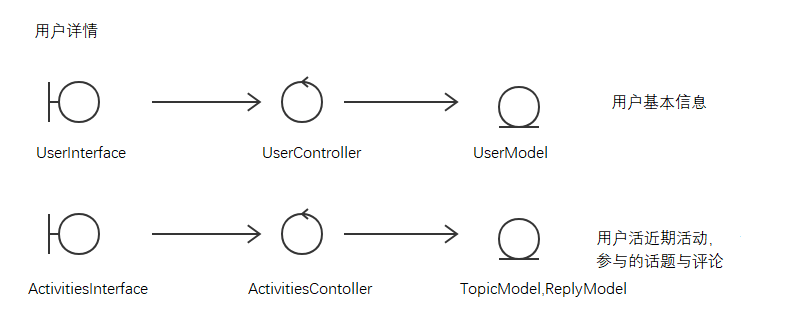 用户详情
用户基本信息
UserInterface UserController UserModel
用户活近期活动，
参与的话题与评论
ActivitiesInterface ActivitiesContoller TopicModel,ReplyModel